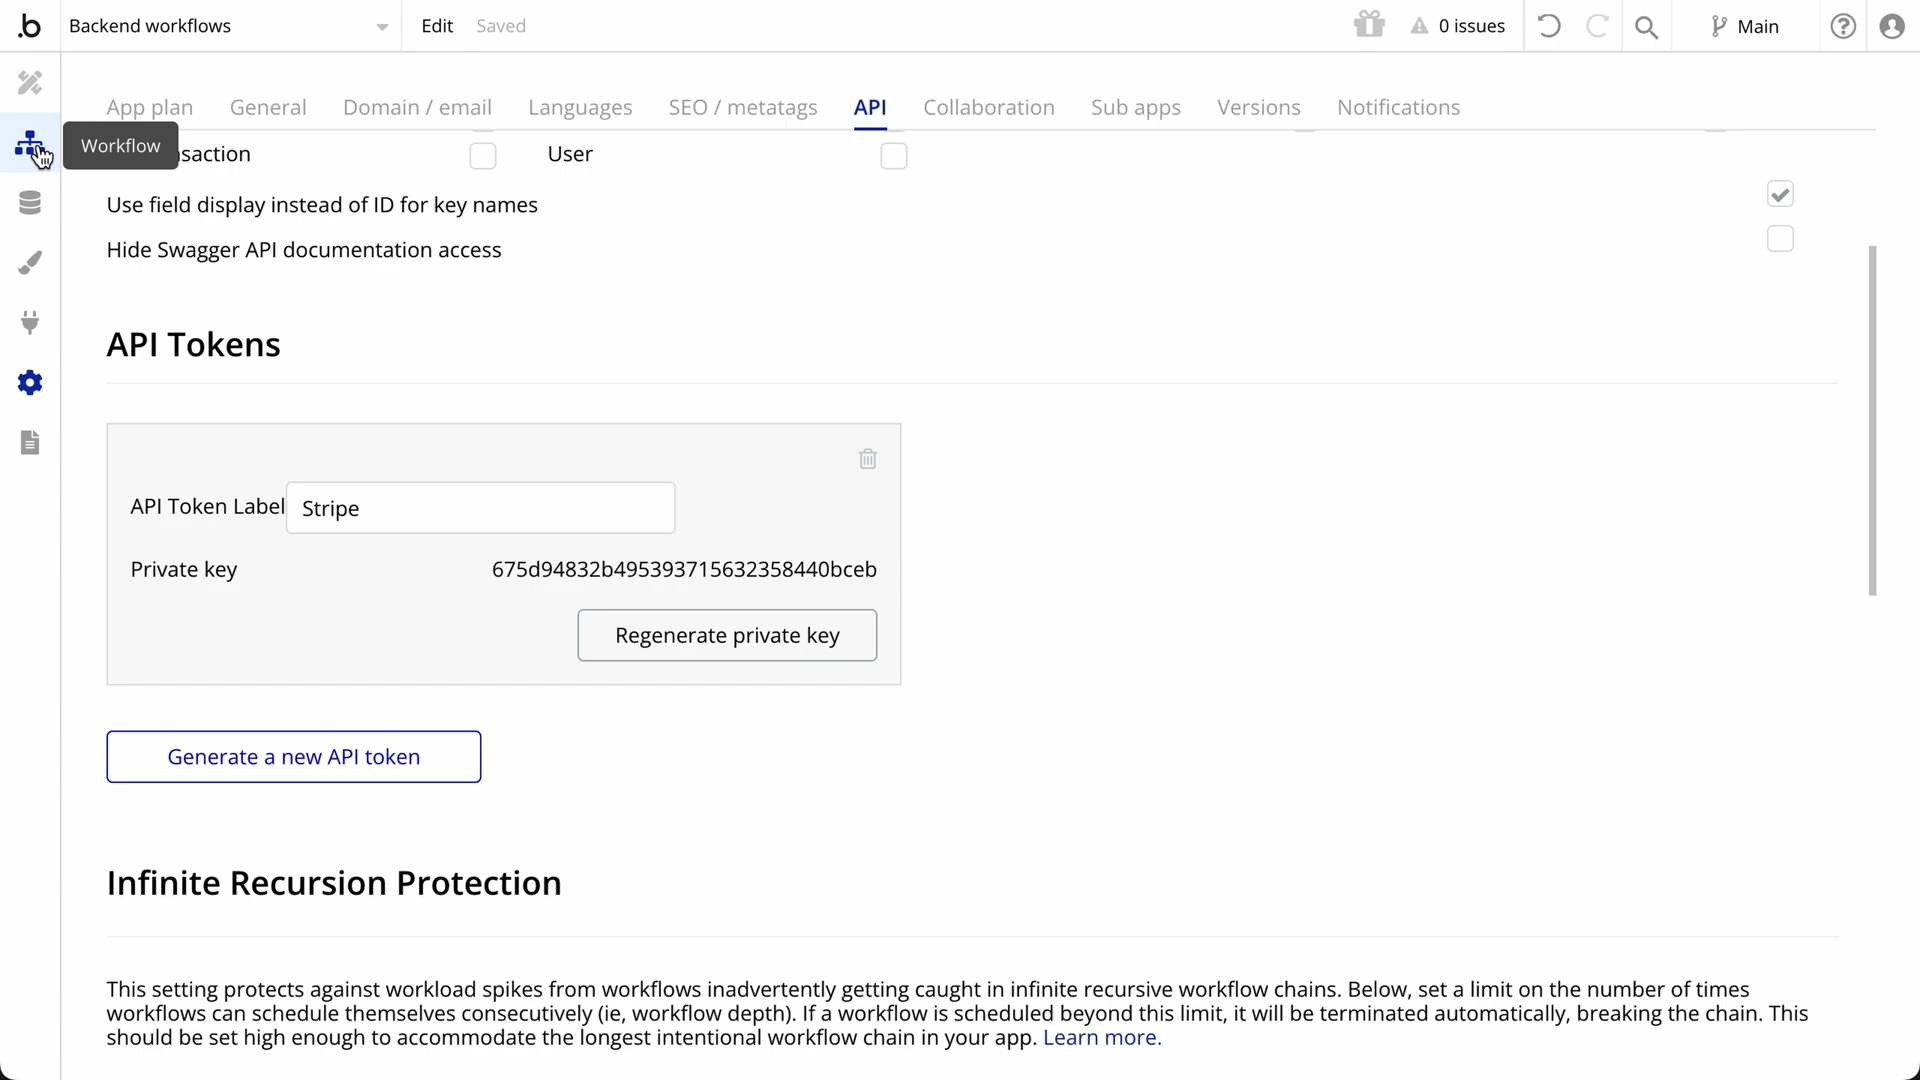 .b Backend workflows Edit Saved 0 issues Main
App plan General Domain / email Languages SEO / metatags API Collaboration Sub apps Versions Notifications
Workflow
saction User
Use field display instead of ID for key names
Hide Swagger API documentation access
API Tokens
API Token Label Stripe
Private key 675d94832b495393715632358440bceb
Regenerate private key
Generate a new API token
Infinite Recursion Protection
This setting protects against workload spikes from workflows inadvertently getting caught in infinite recursive workflow chains. Below, set a limit on the number of times
workflows can schedule themselves consecutively (ie, workflow depth). If a workflow is scheduled beyond this limit, it will be terminated automatically, breaking the chain. This
should be set high enough to accommodate the longest intentional workflow chain in your app. Learn more.